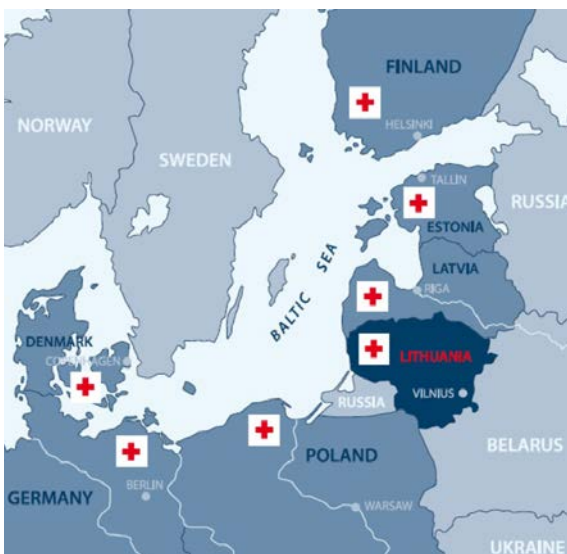 FINLAND
NORWAY
HELSINKI
SWEDEN
TALLIN
RUSSIA
ESTONIA
BALTIC SEA
LATVIA
RIGA
DENMARK
COPENHAGEN
LITHUANIA
RUSSIA
VILNIUS
BELARUS
POLAND
BERLIN
GERMANY
WARSAW
UKRAINE